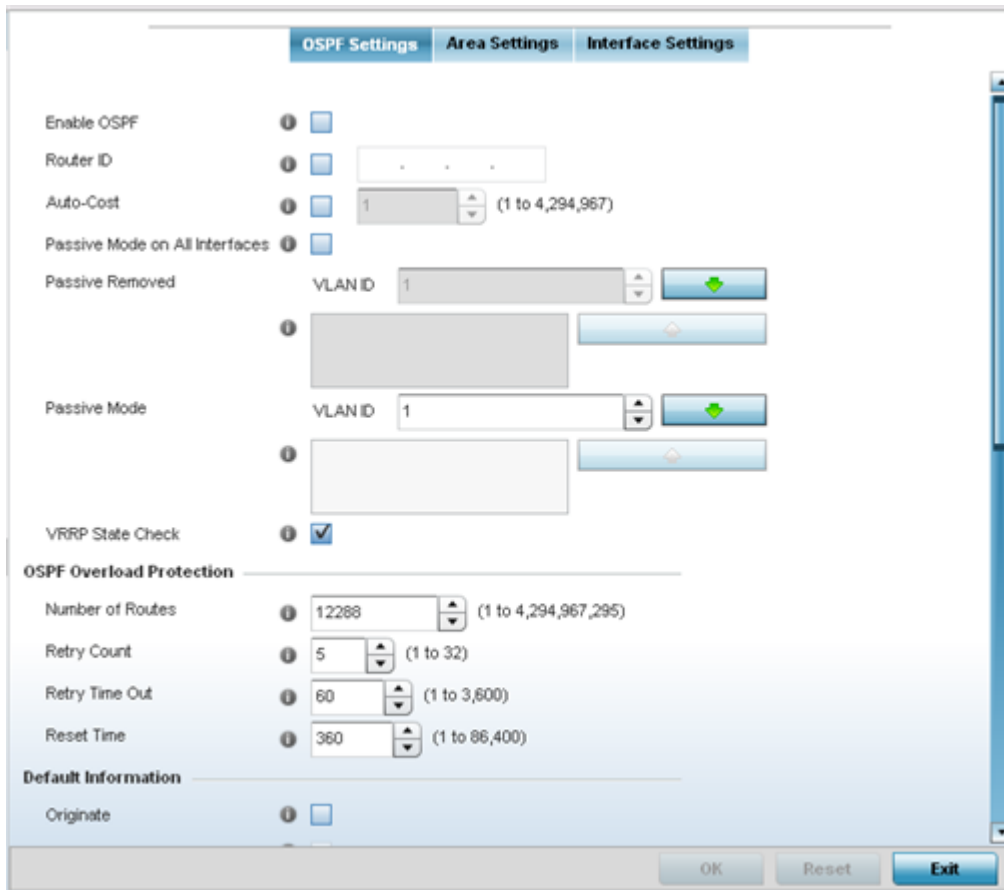 OSPF Settings Area Settings Interface Settings
Enable OSPF
Router ID . . .
Auto-Cost 1 (1 to 4,294,967)
Passive Mode on All Interfaces
Passive Removed VLAN ID 1
Passive Mode VLAN ID 1
VRRP State Check
OSPF Overload Protection
Number of Routes 12288 (1 to 4,294,967,295)
Retry Count 5 (1 to 32)
Retry Time Out 60 (1 to 3,600)
Reset Time 360 (1 to 86,400)
Default Information
Originate
OK Reset Exit